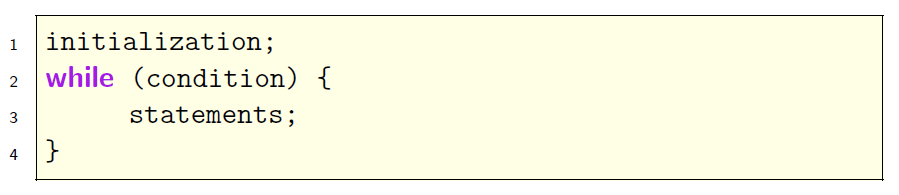 1 initialization;
2 while (condition) {
3 statements;
4 }